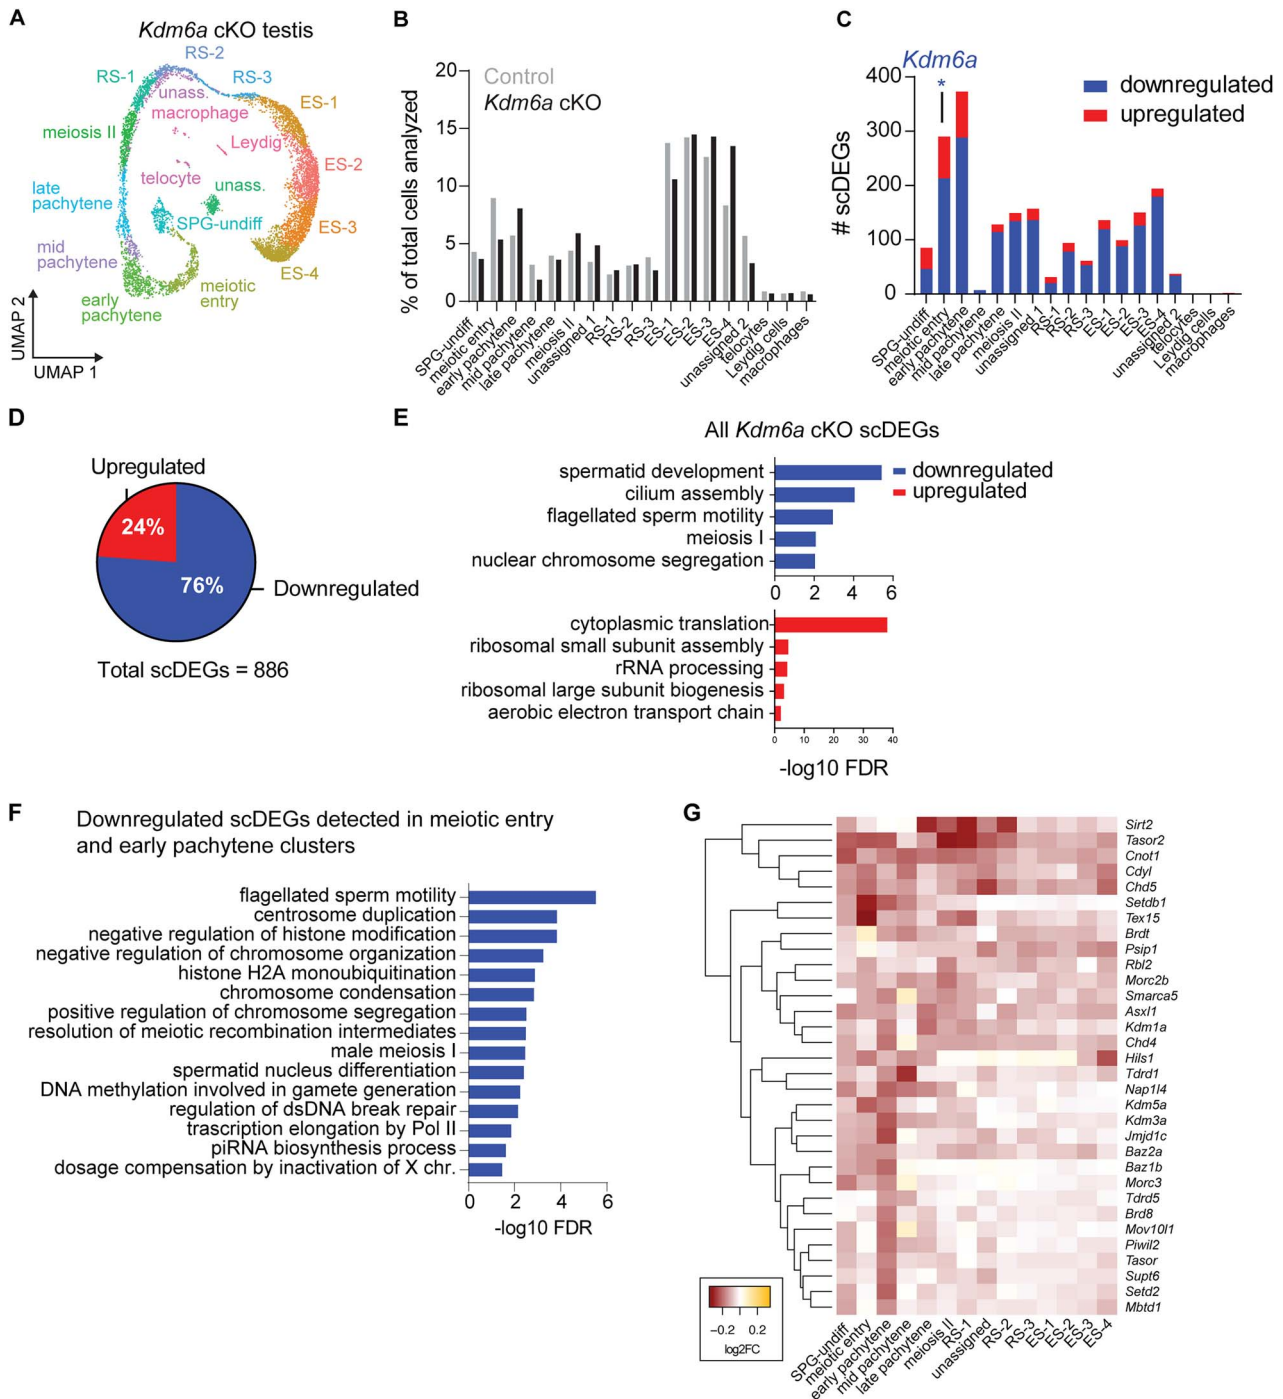 A
Kdm6a cKO testis
RS-2
RS-1
RS-3
unass.
ES-1
macrophage
meiosis II
Leydig
ES-2
telocyte
unass.
late
pachytene
SPG-undiff
ES-3
mid
pachytene
ES-4
early
pachytene
meiotic
entry
UMAP 2
UMAP 1
B
Control
Kdm6a cKO
% of total cells analyzed
20
15
10
5
0
SPG-undiff
meiotic entry
early pachytene
mid pachytene
late pachytene
meiosis II
unassigned 1
RS-1
RS-2
RS-3
ES-1
ES-2
ES-3
ES-4
unassigned 2
telocytes
Leydig cells
macrophages
C
Kdm6a
*
downregulated
upregulated
# scDEGs
400
300
200
100
0
SPG-undiff
meiotic entry
early pachytene
mid pachytene
late pachytene
meiosis II
unassigned 1
RS-1
RS-2
RS-3
ES-1
ES-2
ES-3
ES-4
unassigned 2
telocytes
Leydig cells
macrophages
D
Upregulated
24%
76%
Downregulated
Total scDEGs = 886
E
All Kdm6a cKO scDEGs
spermatid development
cilium assembly
flagellated sperm motility
meiosis I
nuclear chromosome segregation
0 2 4 6
downregulated
upregulated
cytoplasmic translation
ribosomal small subunit assembly
rRNA processing
ribosomal large subunit biogenesis
aerobic electron transport chain
0 10 20 30 40
-log10 FDR
F
Downregulated scDEGs detected in meiotic entry
and early pachytene clusters
flagellated sperm motility
centrosome duplication
negative regulation of histone modification
negative regulation of chromosome organization
histone H2A monoubiquitination
chromosome condensation
positive regulation of chromosome segregation
resolution of meiotic recombination intermediates
male meiosis I
spermatid nucleus differentiation
DNA methylation involved in gamete generation
regulation of dsDNA break repair
trascription elongation by Pol II
piRNA biosynthesis process
dosage compensation by inactivation of X chr.
0 2 4 6
-log10 FDR
G
Sirt2
Tasor2
Cnot1
Cdyl
Chd5
Setdb1
Tex15
Brdt
Psip1
Rbl2
Morc2b
Smarca5
Asxl1
Kdm1a
Chd4
Hils1
Tdrd1
Nap1l4
Kdm5a
Kdm3a
Jmjd1c
Baz2a
Baz1b
Morc3
Tdrd5
Brd8
Mov10l1
Piwil2
Tasor
Supt6
Setd2
Mbtd1
−0.2 0.2
log2FC
SPG-undiff
meiotic entry
early pachytene
mid pachytene
late pachytene
meiosis II
RS-1
unassigned
RS-2
RS-3
ES-1
ES-2
ES-3
ES-4